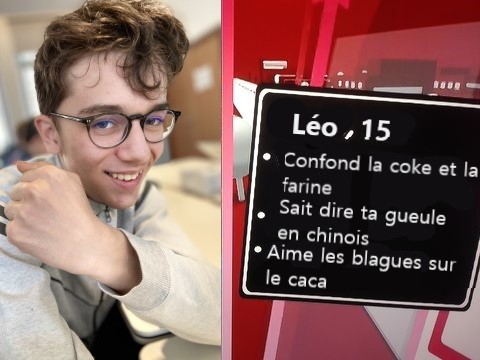 Léo , 15
Confond la coke et la
farine
Sait dire ta gueule
en chinois
Aime les blagues sur
le caca